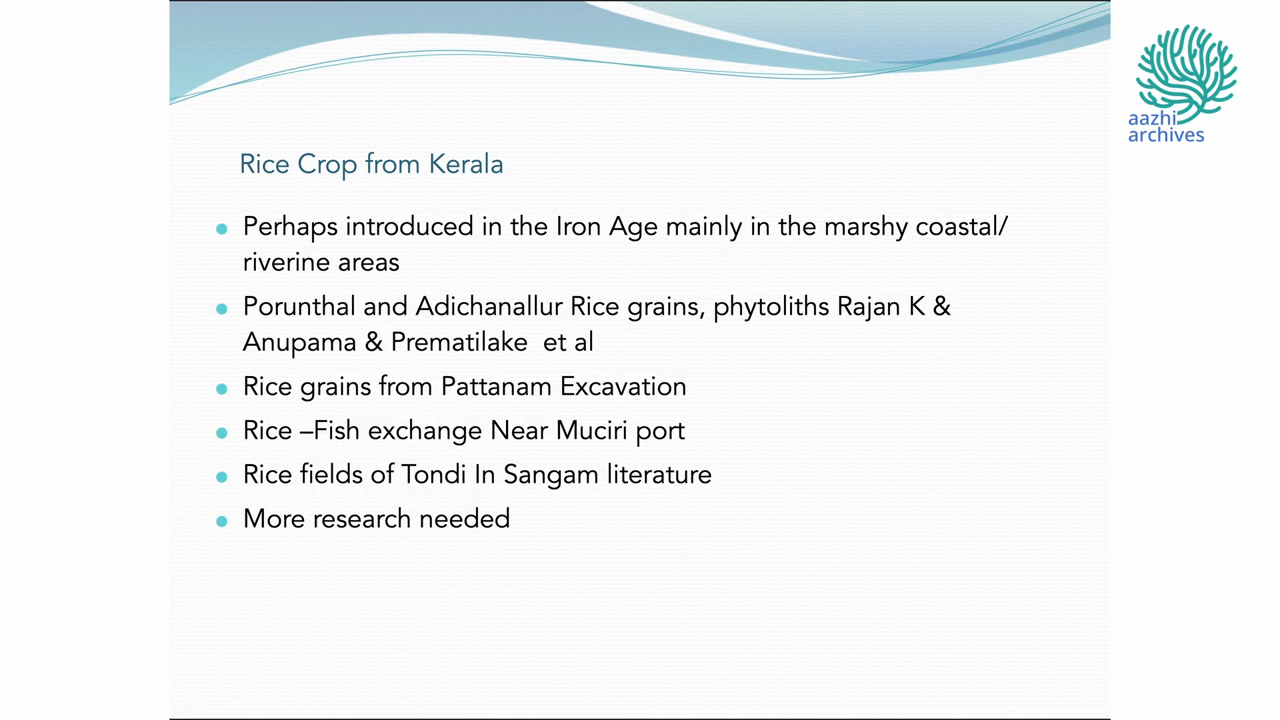 aazhi
archives
Rice Crop from Kerala
Perhaps introduced in the Iron Age mainly in the marshy coastal/
riverine areas
Porunthal and Adichanallur Rice grains, phytoliths Rajan K &
Anupama & Prematilake et al
Rice grains from Pattanam Excavation
Rice –Fish exchange Near Muciri port
Rice fields of Tondi In Sangam literature
More research needed